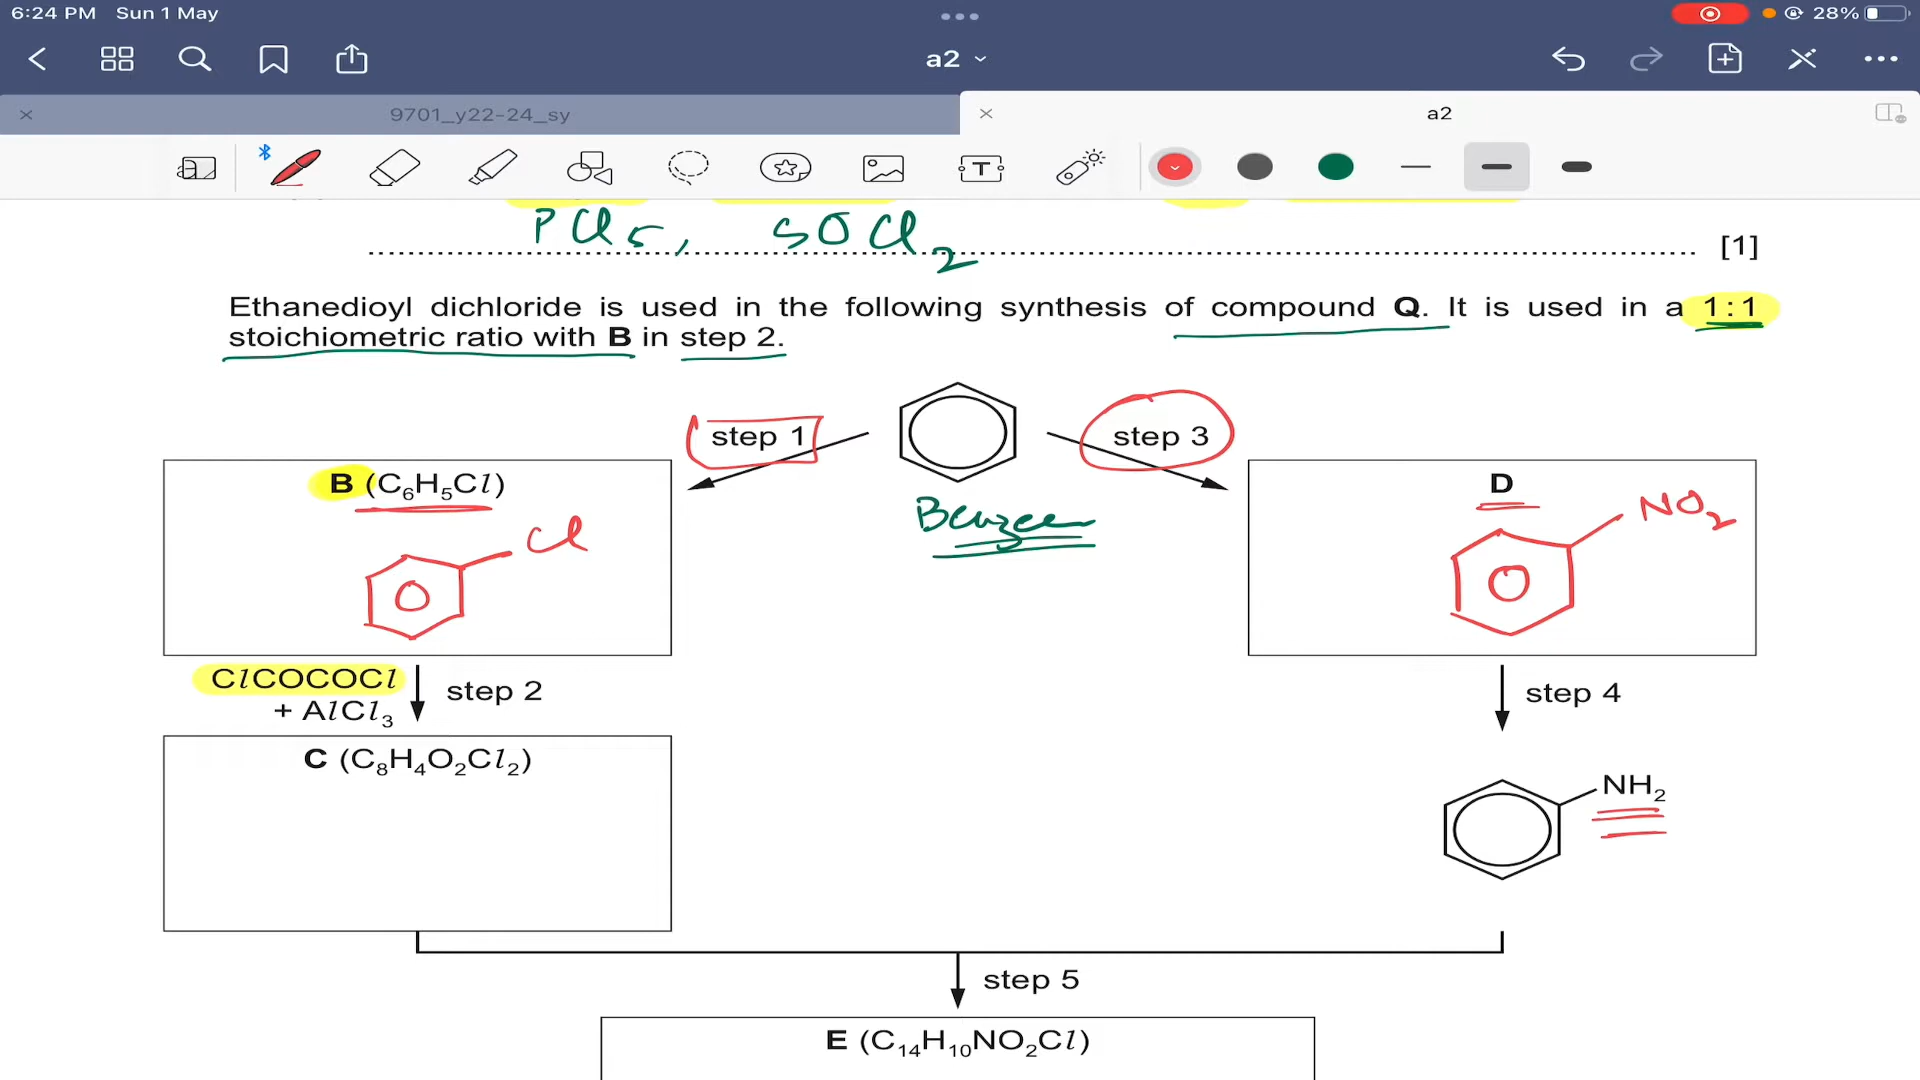 6:24 PM Sun 1 May
28%
a2
9701_y22-24_sy
a2
PCl5, SOCl2
[1]
Ethanedioyl dichloride is used in the following synthesis of compound Q. It is used in a 1:1
stoichiometric ratio with B in step 2.
step 1
step 3
B (C6H5Cl)
Cl
D
NO2
ClCOCOCl
+ AlCl3
step 2
step 4
C (C8H4O2Cl2)
NH2
step 5
E (C14H10NO2Cl)